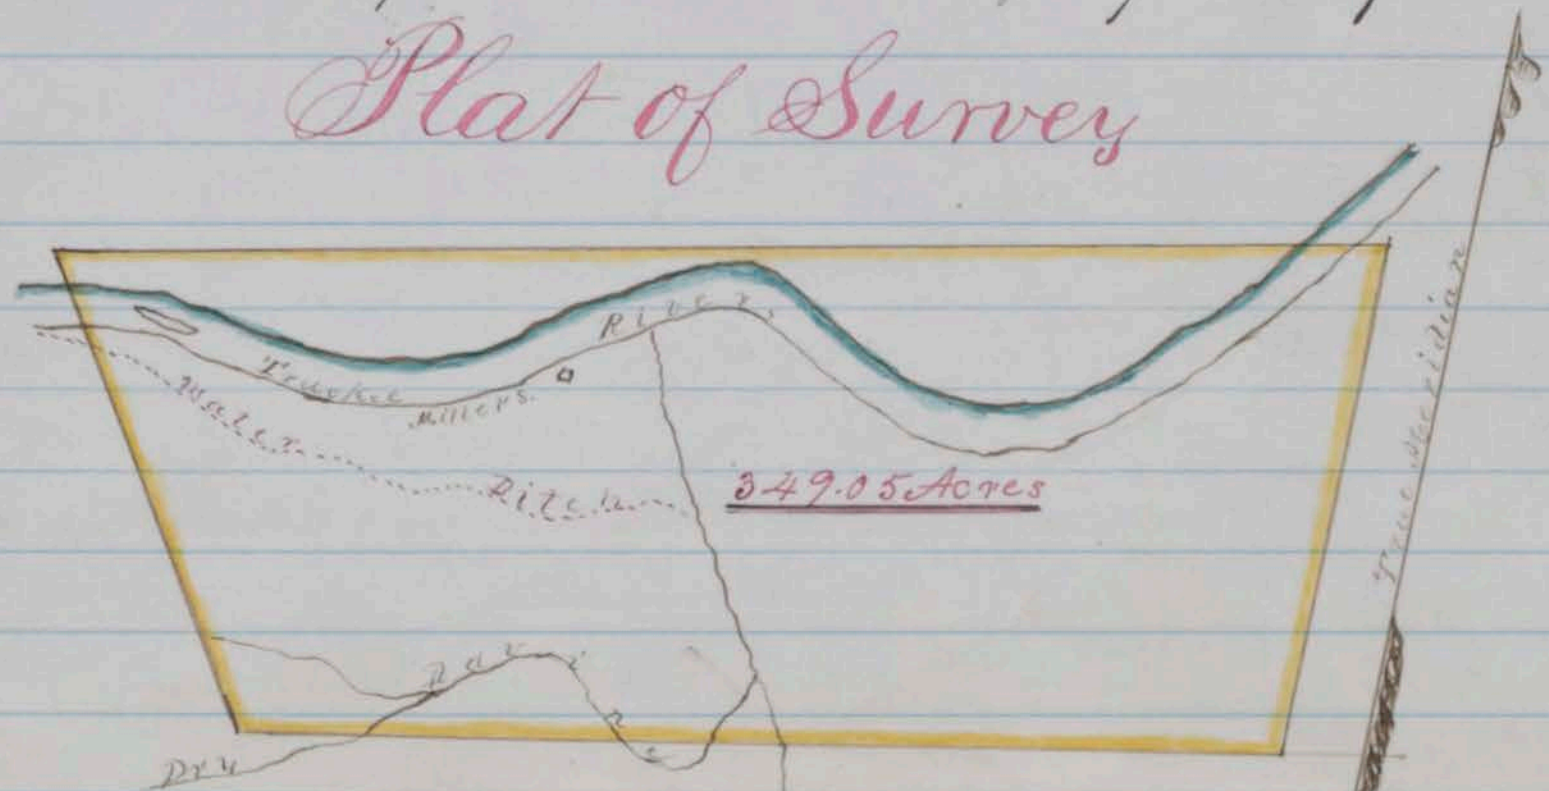 Plat of Survey
River
Truckee
Millers.
Water
Ditch
349.05 Acres
True Meridian
Dry Ravine